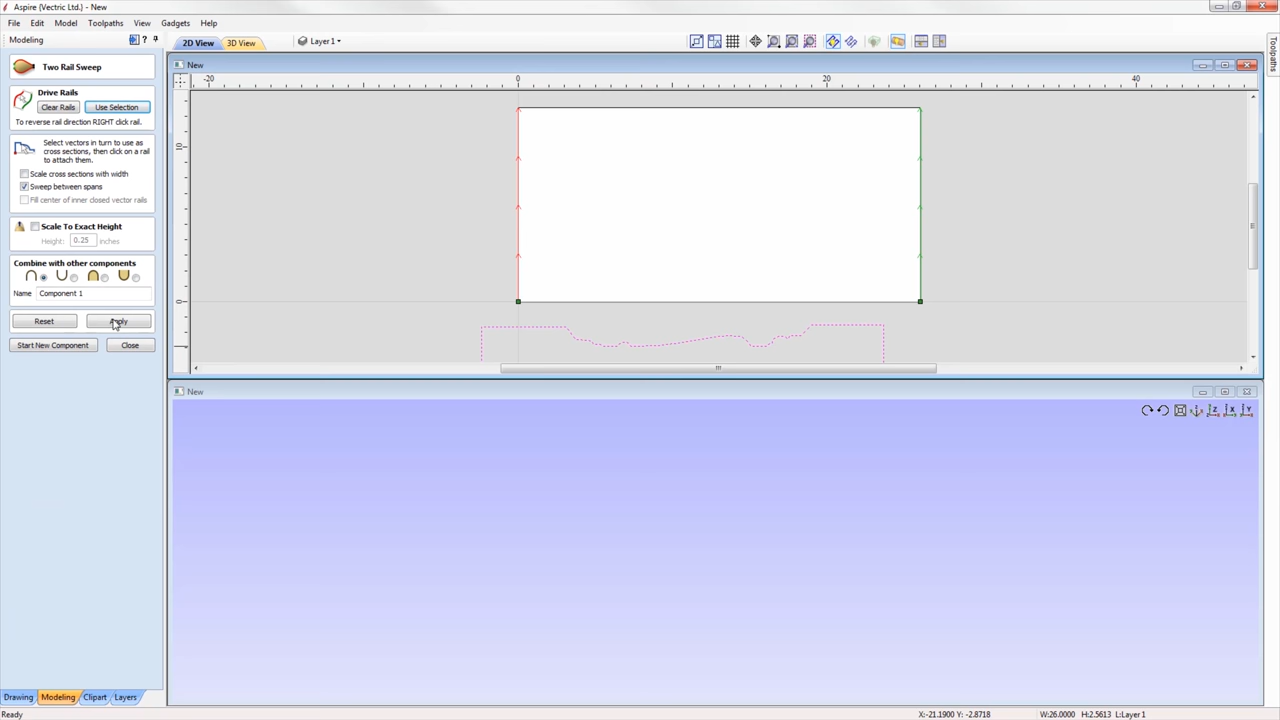 Aspire (Vectric Ltd.) - New
File Edit Model Toolpaths View Gadgets Help
Modeling ?
2D View 3D View Layer1
Two Rail Sweep
Drive Rails
Clear Rails Use Selection
To reverse rail direction RIGHT click rail.
Select vectors in turn to use as
cross sections, then click on a rail
to attach them.
Scale cross sections with width
Sweep between spans
Fill center of inner closed vector rails
Scale To Exact Height
Height: 0.25 inches
Combine with other components
Name Component 1
Reset Apply
Start New Component Close
New
-20 0 20 40
10
0
New
Z X Y
Toolpaths
Drawing Modeling Clipart Layers
Ready
X:-21.1900 Y: -2.8718 W:26.0000 H:2.5613 L:Layer 1